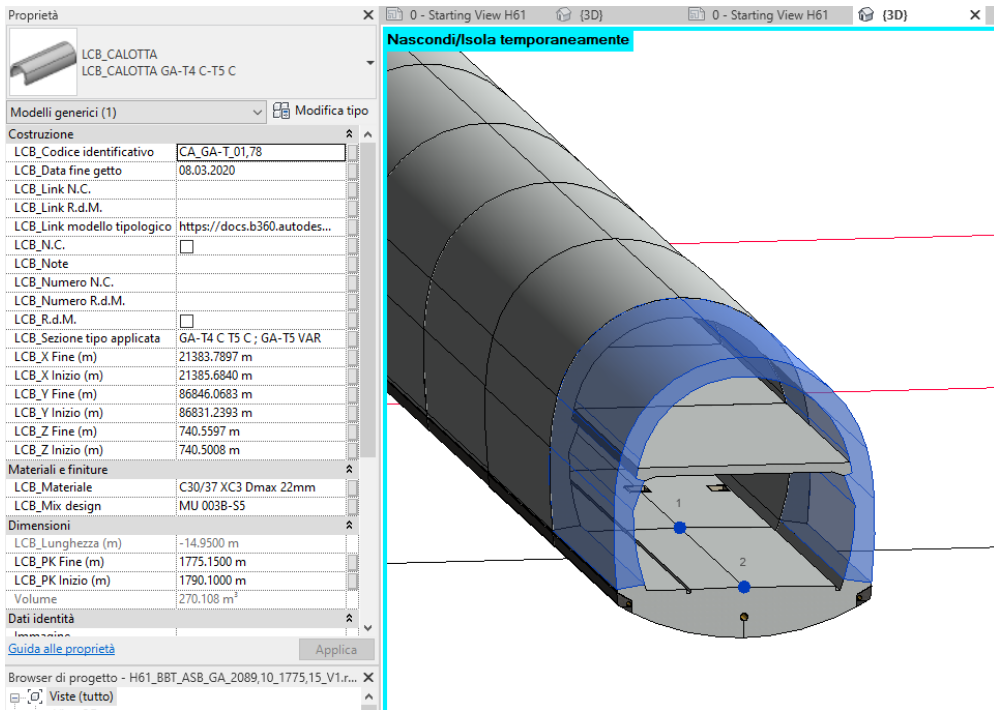 Proprietà
0 - Starting View H61
{3D}
0 - Starting View H61
{3D}
LCB_CALOTTA
LCB_CALOTTA GA-T4 C-T5 C
Nascondi/Isola temporaneamente
Modelli generici (1)
Modifica tipo
Costruzione
LCB_Codice identificativo CA_GA-T_01,78
LCB_Data fine getto 08.03.2020
LCB_Link N.C.
LCB_Link R.d.M.
LCB_Link modello tipologico https://docs.b360.autodes...
LCB_N.C.
LCB_Note
LCB_Numero N.C.
LCB_Numero R.d.M.
LCB_R.d.M.
LCB_Sezione tipo applicata GA-T4 C T5 C ; GA-T5 VAR
LCB_X Fine (m) 21383.7897 m
LCB_X Inizio (m) 21385.6840 m
LCB_Y Fine (m) 86846.0683 m
LCB_Y Inizio (m) 86831.2393 m
LCB_Z Fine (m) 740.5597 m
LCB_Z Inizio (m) 740.5008 m
Materiali e finiture
LCB_Materiale C30/37 XC3 Dmax 22mm
LCB_Mix design MU 003B-S5
Dimensioni
LCB_Lunghezza (m) -14.9500 m
LCB_PK Fine (m) 1775.1500 m
LCB_PK Inizio (m) 1790.1000 m
Volume 270.108 m³
Dati identità
Immagine
Guida alle proprietà
Applica
Browser di progetto - H61_BBT_ASB_GA_2089,10_1775,15_V1.r...
Viste (tutto)
1
2